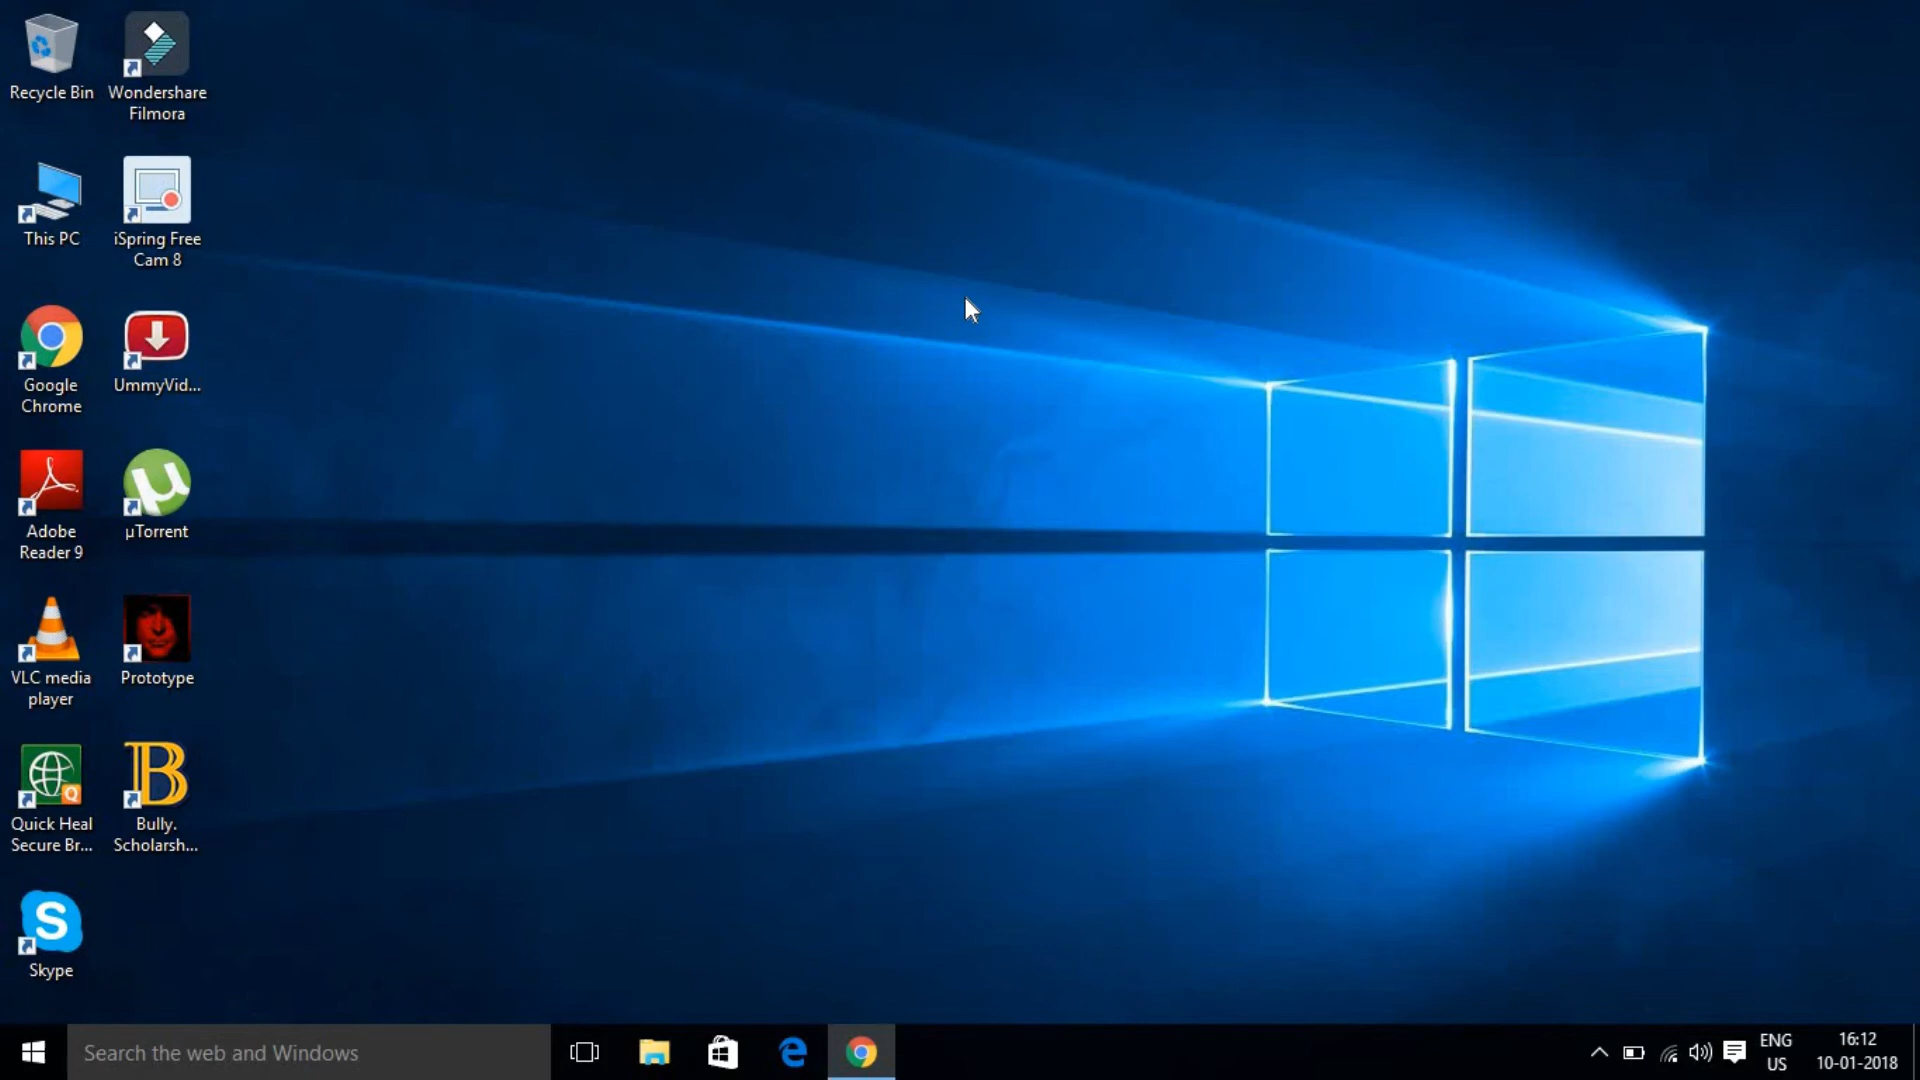 Recycle Bin
Wondershare
Filmora
This PC
iSpring Free
Cam 8
Google
Chrome
UmmyVid...
Adobe
Reader 9
µTorrent
VLC media
player
Prototype
Quick Heal
Secure Br...
Bully.
Scholarsh...
Skype
Search the web and Windows
ENG
US
16:12
10-01-2018